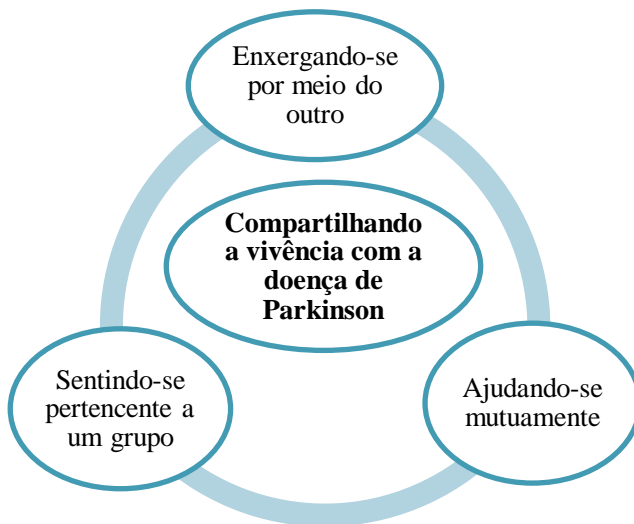 Enxergando-se
por meio do
outro
Compartilhando
a vivência com a
doença de
Parkinson
Sentindo-se
pertencente a
um grupo
Ajudando-se
mutuamente